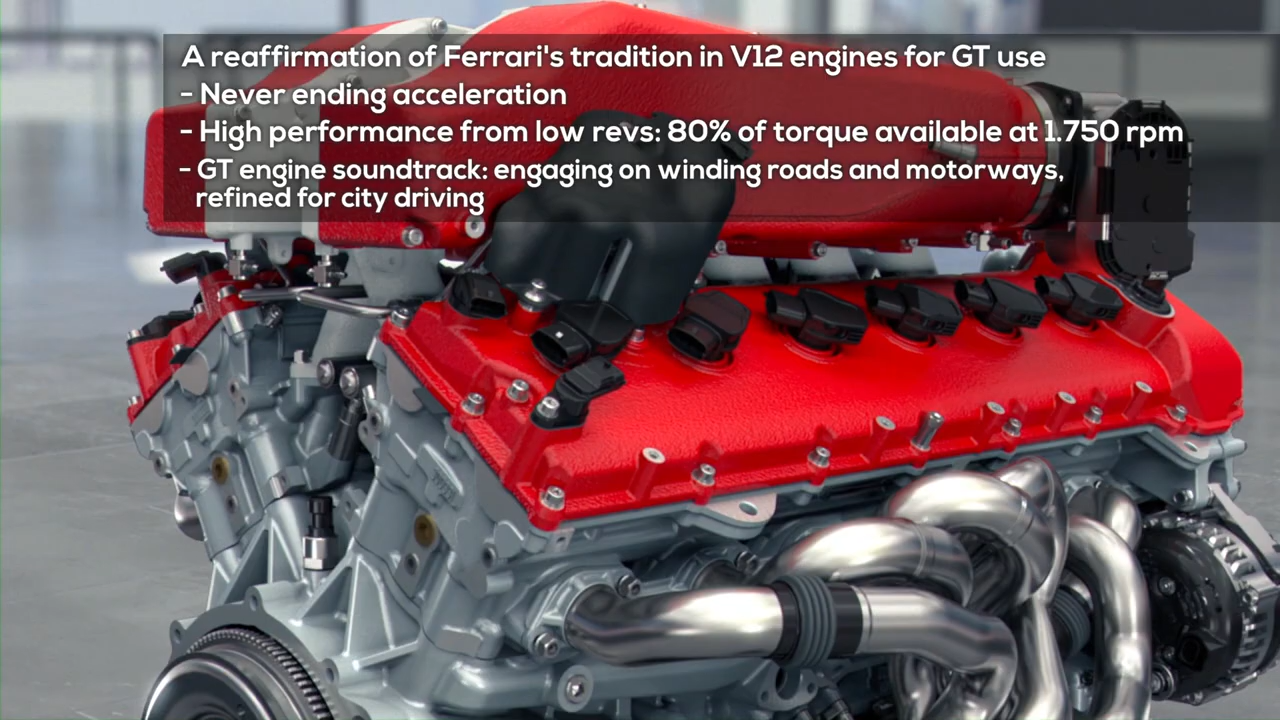 A reaffirmation of Ferrari's tradition in V12 engines for GT use
- Never ending acceleration
- High performance from low revs: 80% of torque available at 1.750 rpm
- GT engine soundtrack: engaging on winding roads and motorways,
refined for city driving